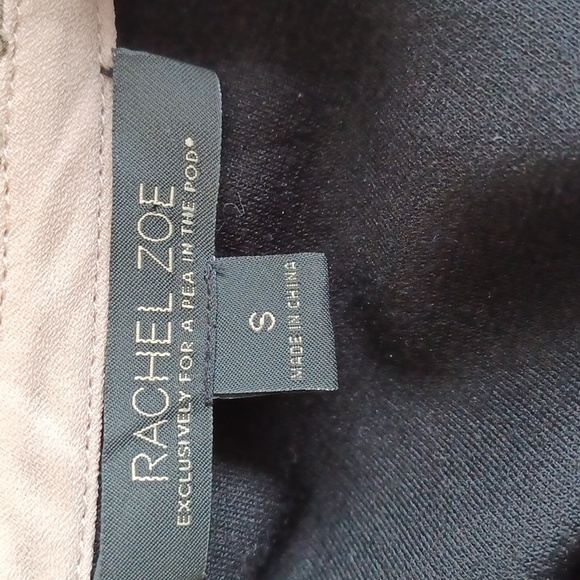 RACHEL ZOE
EXCLUSIVELY FOR A PEA IN THE POD®
S
MADE IN CHINA